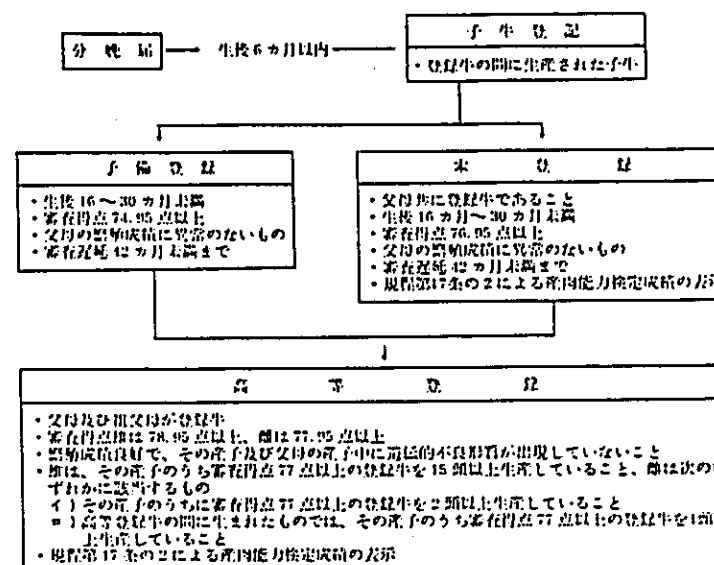 分娩届
生後6ヵ月以内
子牛登記
・登録牛の間に生産された子牛
予備登録
・生後16〜30ヵ月未満
・審査得点74.95点以上
・父母の繁殖成績に異常のないもの
・審査遅延42ヵ月未満まで
本登録
・父母共に登録牛であること
・生後16ヵ月〜30ヵ月未満
・審査得点76.95点以上
・父母の繁殖成績に異常のないもの
・審査遅延42ヵ月未満まで
・規程第17条の2による産肉能力検定成績の表示
高等登録
・父母及び祖父母が登録牛
・審査得点雄は78.95点以上、雌は77.95点以上
・繁殖成績良好で、その産子及び父母の産子中に遺伝的不良形質が出現していないこと
・雄は、その産子のうち審査得点77点以上の登録牛を15頭以上生産していること、雌は次の
ずれかに該当するもの
イ)その産子のうちに審査得点77点以上の登録牛を2頭以上生産していること
ロ)高等登録牛の間に生まれたものでは、その産子のうち審査得点77点以上の登録牛を1頭
上生産していること
・規程第17条の2による産肉能力検定成績の表示